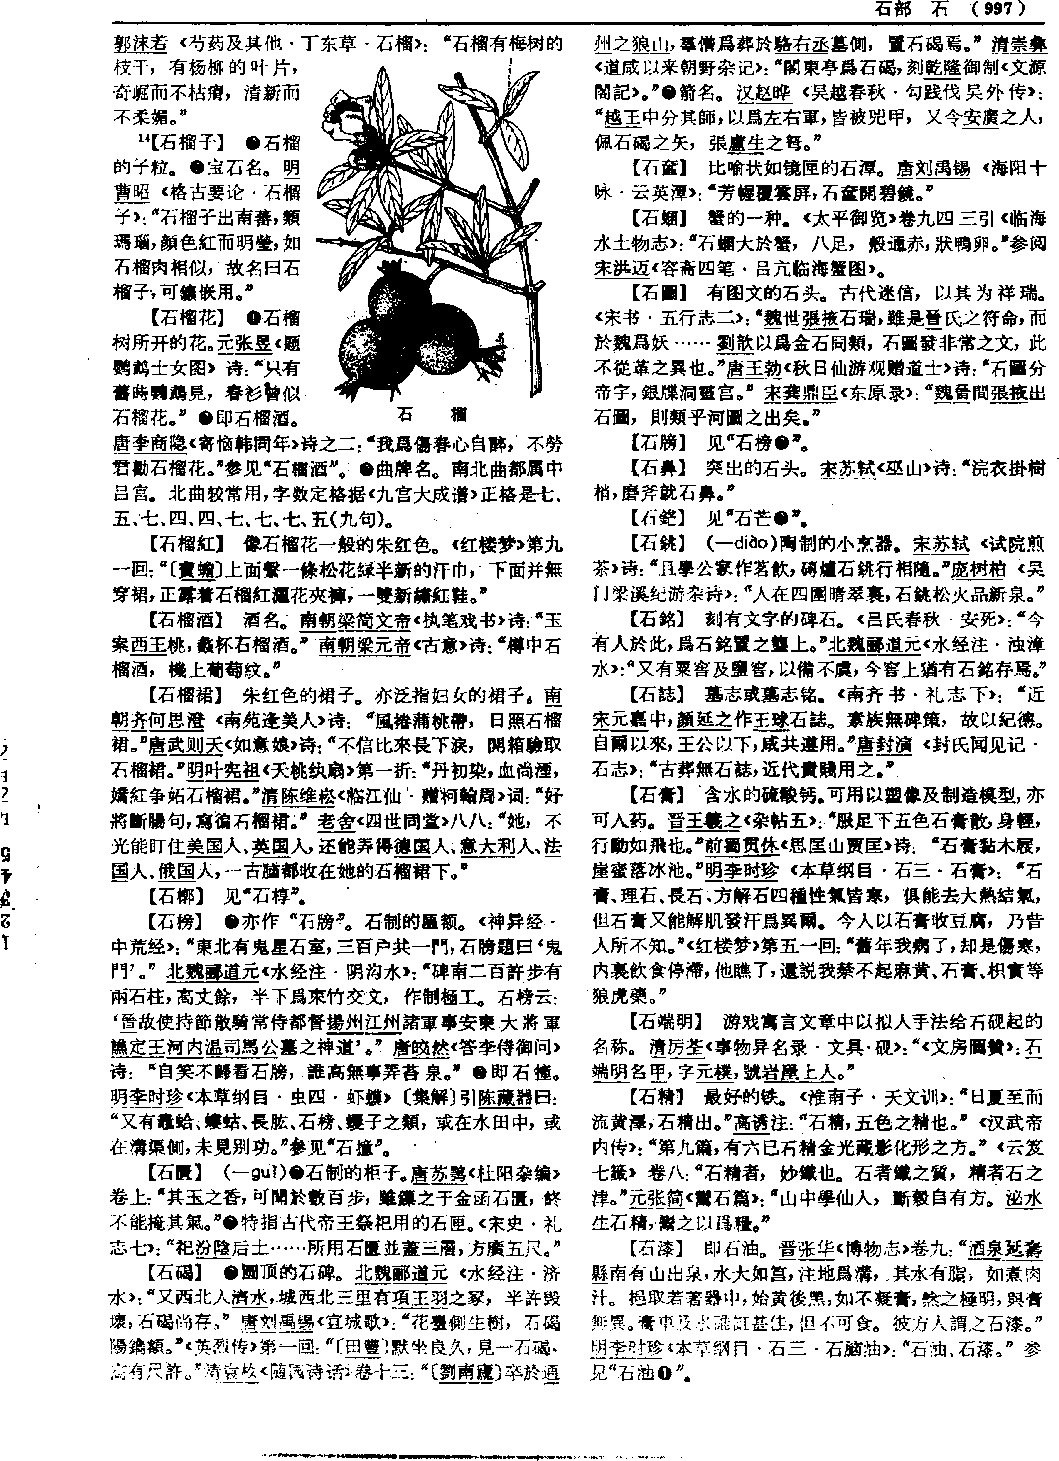 石部 石 （997）
郭沫若《芍药及其他·丁东草·石榴》：“石榴有梅树的
枝干，有杨柳的叶片，
奇崛而不枯瘠，清新而
不柔媚。”
14【石榴子】 ❶石榴
的子粒。❷宝石名。明
曹昭《格古要论·石榴
子》：“石榴子出南蕃，類
瑪瑙，顔色紅而明瑩，如
石榴肉相似，故名曰石
榴子，可鑲嵌用。”
【石榴花】 ❶石榴
树所开的花。元张昱《题
鹦鹉士女图》诗：“只有
舊時鸚鵡見，春衫曾似
石榴花。”❷即石榴酒。
石 榴
唐李商隐《寄恼韩同年》诗之二：“我爲傷春心自醉，不勞
君勸石榴花。”参见“石榴酒”。❸曲牌名。南北曲都属中
吕宫。北曲较常用，字数定格据《九宫大成谱》正格是七、
五、七、四、四、七、七、七、五（九句）。
【石榴紅】 像石榴花一般的朱红色。《红楼梦》第九
一回：“〔寶蟾〕上面繫一條松花緑半新的汗巾，下面并無
穿裙，正露着石榴紅灑花夾褲，一雙新繡紅鞋。”
【石榴酒】 酒名。南朝梁简文帝《执笔戏书》诗：“玉
案西王桃，蠡杯石榴酒。”南朝梁元帝《古意》诗：“樽中石
榴酒，機上葡萄紋。”
【石榴裙】 朱红色的裙子。亦泛指妇女的裙子。南
朝齐何思澄《南苑逢美人》诗：“風捲蒲桃帶，日照石榴
裙。”唐武则天《如意娘》诗：“不信比來長下淚，開箱驗取
石榴裙。”明叶宪祖《夭桃纨扇》第一折：“丹初染，血尚湮，
嬌紅争妬石榴裙。”清陈维崧《临江仙·赠柯翰周》词：“好
將斷腸句，寫徧石榴裙。”老舍《四世同堂》八八：“她，不
光能盯住美国人、英国人，还能弄得德国人、意大利人、法
国人、俄国人，一古脑都收在她的石榴裙下。”
【石槨】 见“石椁”。
【石榜】 ❶亦作“石牓”。石制的匾额。《神异经·
中荒经》：“東北有鬼星石室，三百户共一門，石牓題曰‘鬼
門’。”北魏郦道元《水经注·阴沟水》：“碑南二百許步有
兩石柱，高丈餘，半下爲束竹交文，作制極工。石榜云：
‘晉故使持節散騎常侍都督揚州江州諸軍事安東大將軍
譙定王河内温司馬公墓之神道’。”唐皎然《答李侍御问》
诗：“自笑不歸看石牓，誰高無事弄苔泉。”❷即石撞。
明李时珍《本草纲目·虫四·虾蟆》〔集解〕引陈藏器曰：
“又有鼃蛤、螻蛄、長肱、石榜、蠼子之類，或在水田中，或
在溝渠側，未見别功。”参见“石撞”。
【石匱】 （—guì）❶石制的柜子。唐苏鹗《杜阳杂编》
卷上：“其玉之香，可聞於數百步，雖鏁之于金函石匱，終
不能掩其氣。”❷特指古代帝王祭祀用的石匣。《宋史·礼
志七》：“祀汾陰后土……所用石匱並蓋三層，方廣五尺。”
【石碣】 ❶圆顶的石碑。北魏郦道元《水经注·济
水》：“又西北入濟水，城西北三里有項王羽之冢，半許毁
壞，石碣尚存。”唐刘禹锡《宜城歌》：“花臺側生樹，石碣
陽鐫額。”《英烈传》第一回：“〔田豐〕默坐良久，見一石碣，
高有尺許。”清袁枚《随园诗话》卷十三：“〔劉南廬〕卒於通
州之狼山，羣僧爲葬於駱右丞墓側，置石碣焉。”清崇彝
《道咸以来朝野杂记》：“閣東亭爲石碣，刻乾隆御制《文源
閣記》。”❷箭名。汉赵晔《吴越春秋·勾践伐吴外传》：
“越王中分其師，以爲左右軍，皆被兕甲，又令安廣之人，
佩石碣之矢，張盧生之弩。”
【石奩】 比喻状如镜匣的石潭。唐刘禹锡《海阳十
咏·云英潭》：“芳幄覆雲屏，石奩開碧鏡。”
【石蜠】 蟹的一种。《太平御览》卷九四三引《临海
水土物志》：“石蜠大於蟹，八足，殻通赤，狀鴨卵。”参阅
宋洪迈《容斋四笔·吕亢临海蟹图》。
【石圖】 有图文的石头。古代迷信，以其为祥瑞。
《宋书·五行志二》：“魏世張掖石瑞，雖是晉氏之符命，而
於魏爲妖……劉歆以爲金石同類，石圖發非常之文，此
不從革之異也。”唐王勃《秋日仙游观赠道士》诗：“石圖分
帝字，銀牒洞靈宫。”宋龚鼎臣《东原录》：“魏晉間張掖出
石圖，則類乎河圖之出矣。”
【石牓】 见“石榜❶”。
【石鼻】 突出的石头。宋苏轼《巫山》诗：“浣衣掛樹
梢，磨斧就石鼻。”
【石鋩】 见“石芒❷”。
【石銚】 （—diào）陶制的小烹器。宋苏轼《试院煎
茶》诗：“且學公家作茗飲，磚爐石銚行相隨。”庞树柏《吴
门梁溪纪游杂诗》：“人在四圍晴翠裏，石銚松火品新泉。”
【石銘】 刻有文字的碑石。《吕氏春秋·安死》：“今
有人於此，爲石銘置之壟上。”北魏郦道元《水经注·浊漳
水》：“又有粟窖及鹽窖，以備不虞，今窖上猶有石銘存焉。”
【石誌】 墓志或墓志铭。《南齐书·礼志下》：“近
宋元嘉中，顔延之作王球石誌。素族無碑策，故以紀德。
自爾以來，王公以下，咸共遵用。”唐封演《封氏闻见记·
石志》：“古葬無石誌，近代貴賤用之。”
【石膏】 含水的硫酸钙。可用以塑像及制造模型，亦
可入药。晋王羲之《杂帖五》：“服足下五色石膏散，身輕，
行動如飛也。”前蜀贯休《思匡山贾匡》诗：“石膏黏木屐，
崖蜜落冰池。”明李时珍《本草纲目·石三·石膏》：“石
膏、理石、長石、方解石四種性氣皆寒，俱能去大熱結氣，
但石膏又能解肌發汗爲異爾。今人以石膏收豆腐，乃昔
人所不知。”《红楼梦》第五一回：“舊年我病了，却是傷寒，
内裏飲食停滯，他瞧了，還説我禁不起麻黄、石膏、枳實等
狼虎藥。”
【石端明】 游戏寓言文章中以拟人手法给石砚起的
名称。清厉荃《事物异名录·文具·砚》：“《文房圖贊》：石
端明名甲，字元樸，號岩屋上人。”
【石精】 最好的铁。《淮南子·天文训》：“日夏至而
流黄澤，石精出。”高诱注：“石精，五色之精也。”《汉武帝
内传》：“第九篇，有六已石精金光藏影化形之方。”《云笈
七籤》卷八：“石精者，妙鐵也。石者鐵之質，精者石之
津。”元张简《鬻石篇》：“山中學仙人，斷穀自有方。泌水
生石精，鬻之以爲糧。”
【石漆】 即石油。晋张华《博物志》卷九：“酒泉延壽
縣南有山出泉，水大如筥，注地爲溝，其水有脂，如煮肉
汁。挹取若著器中，始黄後黑，如不凝膏，然之極明，與膏
無異。膏車及水碓缸甚佳，但不可食。彼方人謂之石漆。”
明李时珍《本草纲目·石三·石脑油》：“石油、石漆。”参
见“石油❶”。